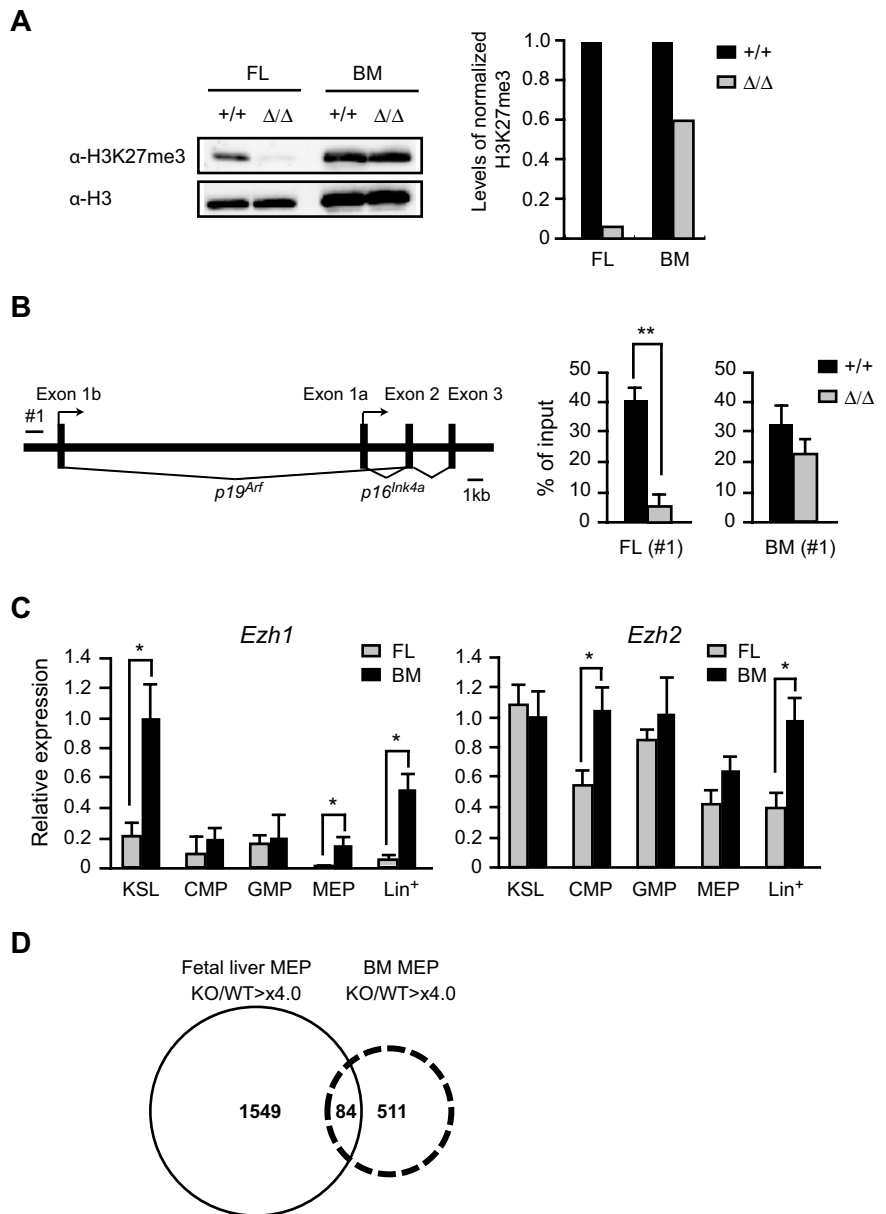 A
FL BM
+/+ Δ/Δ +/+ Δ/Δ
α-H3K27me3
α-H3
Levels of normalized
H3K27me3
1.0
0.8
0.6
0.4
0.2
0
FL BM
+/+
Δ/Δ
B
#1
Exon 1b Exon 1a Exon 2 Exon 3
p19Arf p16Ink4a
1kb
% of input
50
40
30
20
10
0
**
FL (#1)
50
40
30
20
10
0
BM (#1)
+/+
Δ/Δ
C
Ezh1
FL
BM
Relative expression
1.4
1.2
1.0
0.8
0.6
0.4
0.2
0
* * *
KSL CMP GMP MEP Lin+
Ezh2
FL
BM
1.4
1.2
1.0
0.8
0.6
0.4
0.2
0
* *
KSL CMP GMP MEP Lin+
D
Fetal liver MEP
KO/WT>x4.0
BM MEP
KO/WT>x4.0
1549 84 511